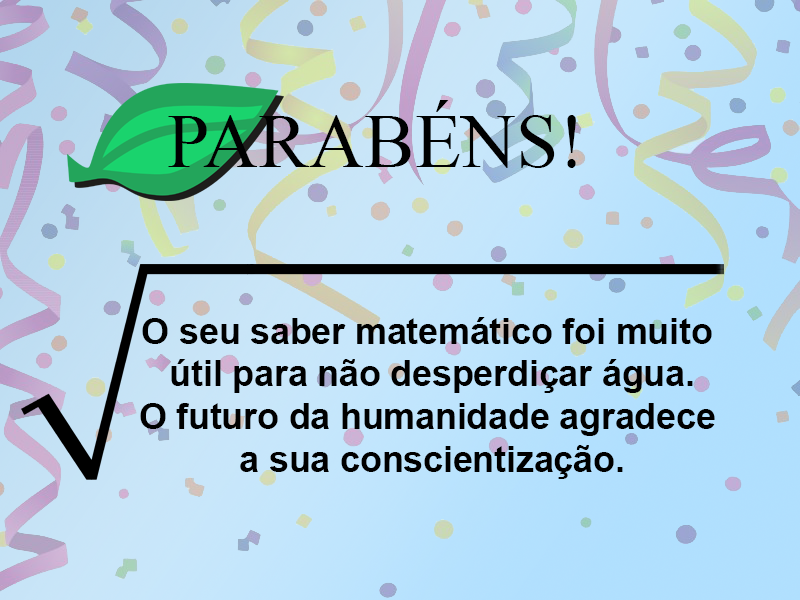 PARABÉNS!
O seu saber matemático foi muito
útil para não desperdiçar água.
O futuro da humanidade agradece
a sua conscientização.